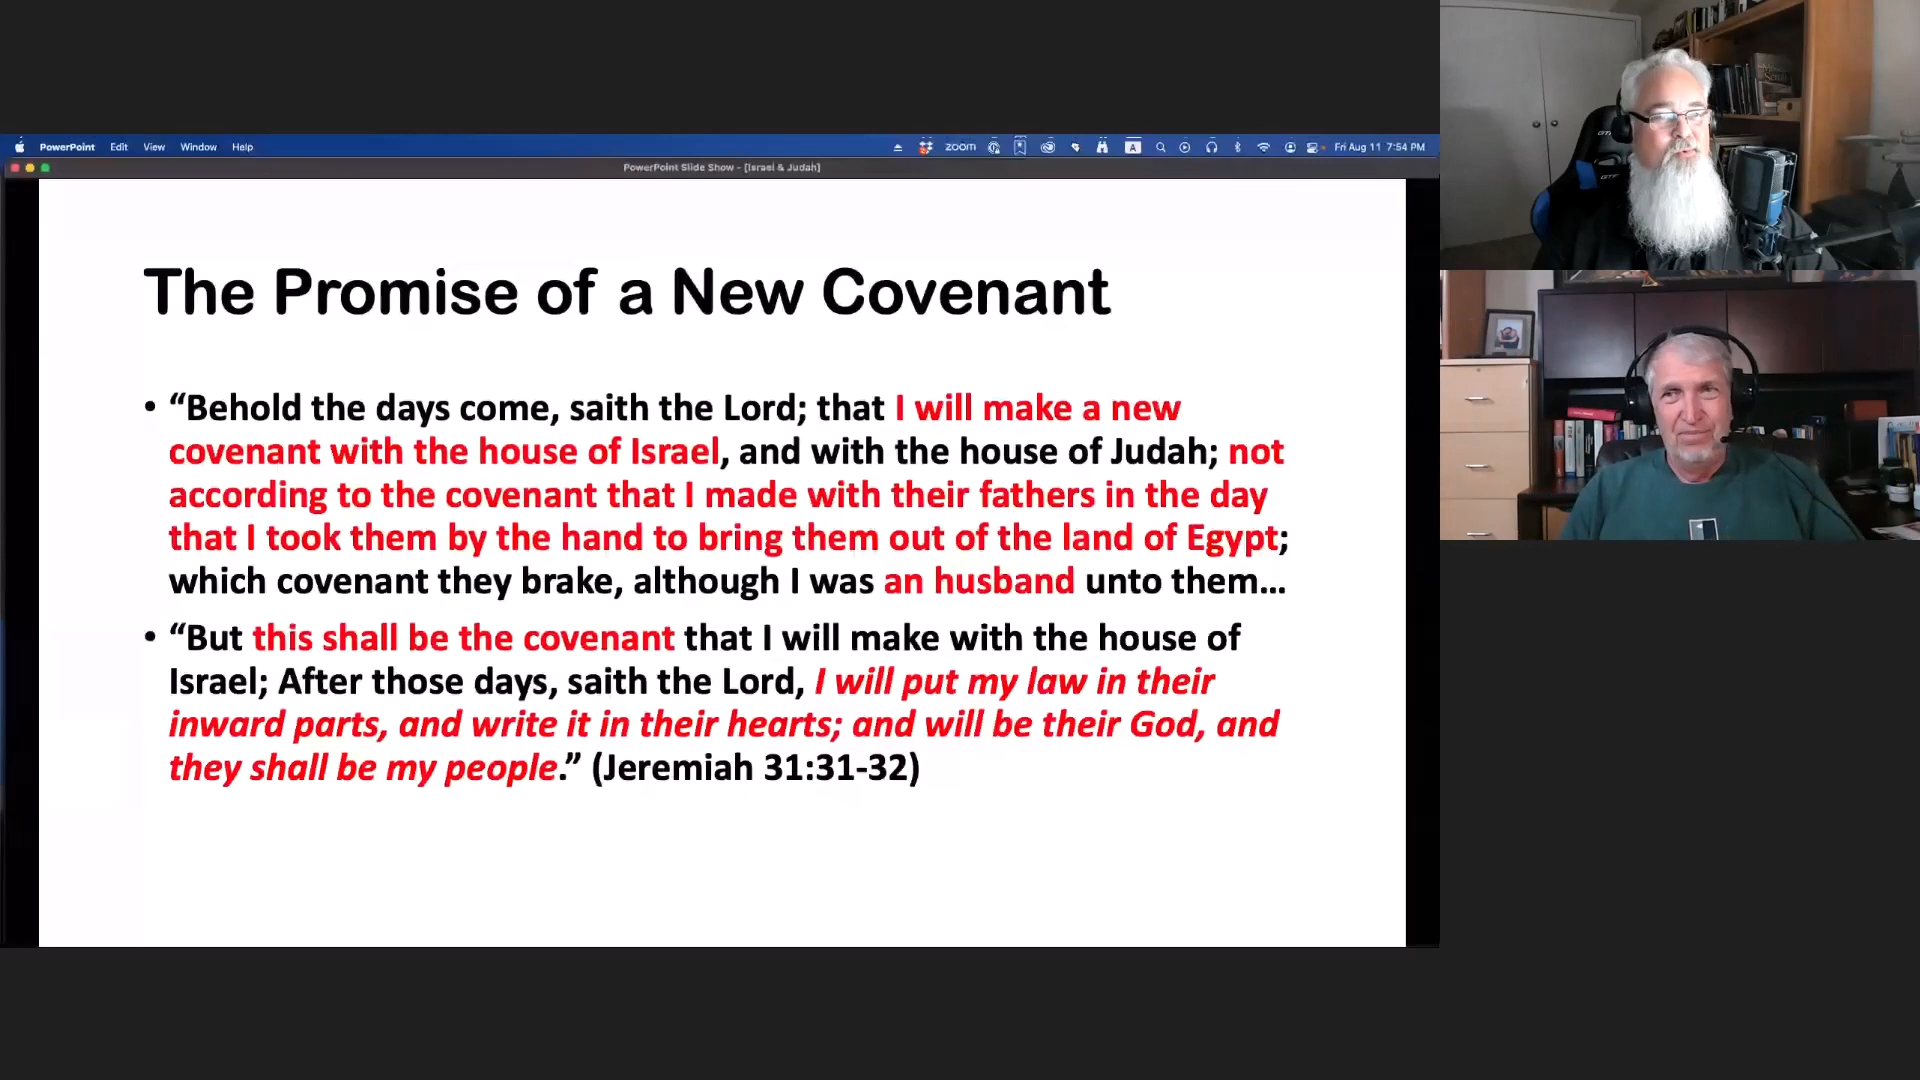 PowerPoint Edit View Window Help
zoom A Fri Aug 11 7:54 PM
PowerPoint Slide Show - [Israel & Judah]
The Promise of a New Covenant
• “Behold the days come, saith the Lord; that I will make a new
covenant with the house of Israel, and with the house of Judah; not
according to the covenant that I made with their fathers in the day
that I took them by the hand to bring them out of the land of Egypt;
which covenant they brake, although I was an husband unto them…
• “But this shall be the covenant that I will make with the house of
Israel; After those days, saith the Lord, I will put my law in their
inward parts, and write it in their hearts; and will be their God, and
they shall be my people.” (Jeremiah 31:31-32)